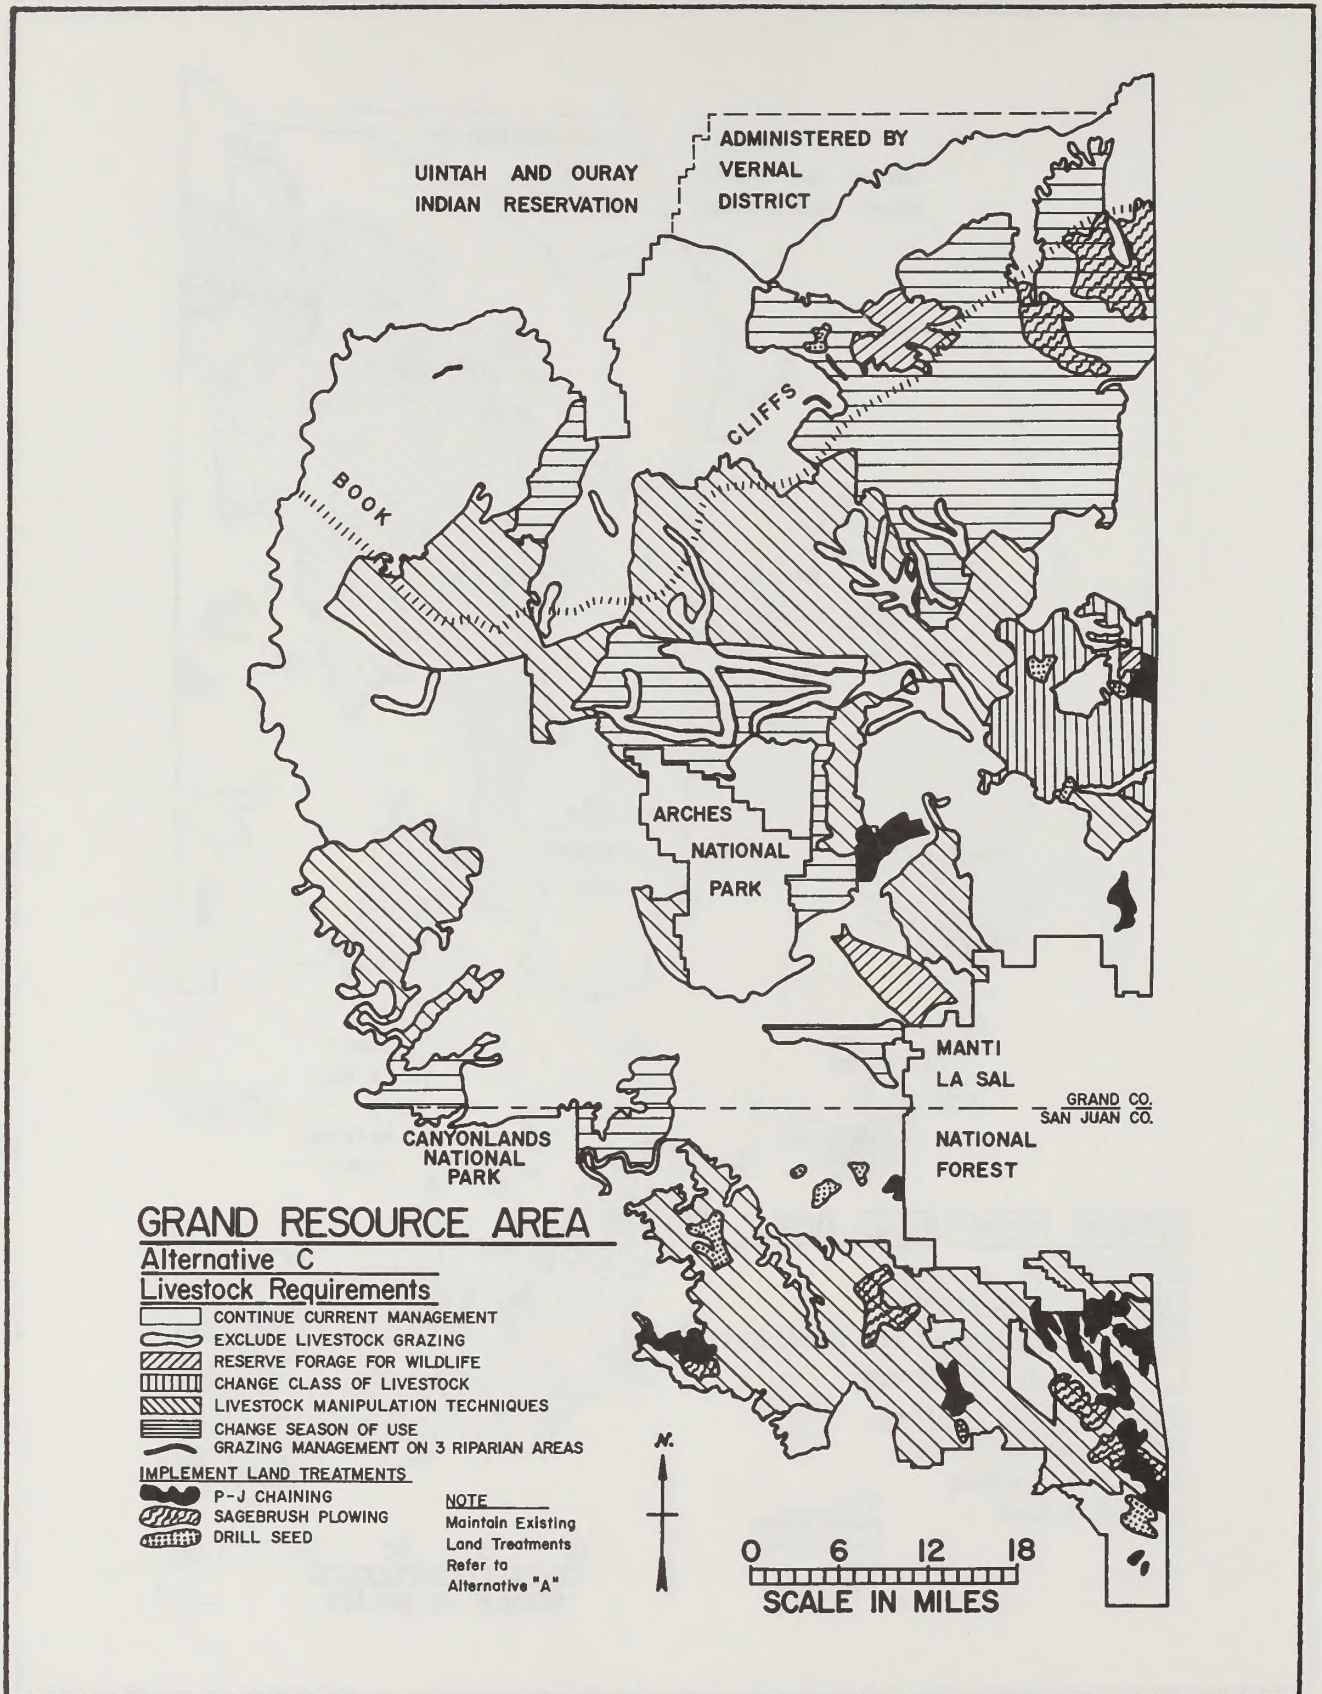 UINTAH AND OURAY
INDIAN RESERVATION
ADMINISTERED BY
VERNAL
DISTRICT
BOOK
CLIFFS
ARCHES
NATIONAL
PARK
MANTI
LA SAL
GRAND CO.
SAN JUAN CO.
NATIONAL
FOREST
CANYONLANDS
NATIONAL
PARK
GRAND RESOURCE AREA
Alternative C
Livestock Requirements
CONTINUE CURRENT MANAGEMENT
EXCLUDE LIVESTOCK GRAZING
RESERVE FORAGE FOR WILDLIFE
CHANGE CLASS OF LIVESTOCK
LIVESTOCK MANIPULATION TECHNIQUES
CHANGE SEASON OF USE
GRAZING MANAGEMENT ON 3 RIPARIAN AREAS
IMPLEMENT LAND TREATMENTS
P-J CHAINING
SAGEBRUSH PLOWING
DRILL SEED
NOTE
Maintain Existing
Land Treatments
Refer to
Alternative "A"
N.
0 6 12 18
SCALE IN MILES